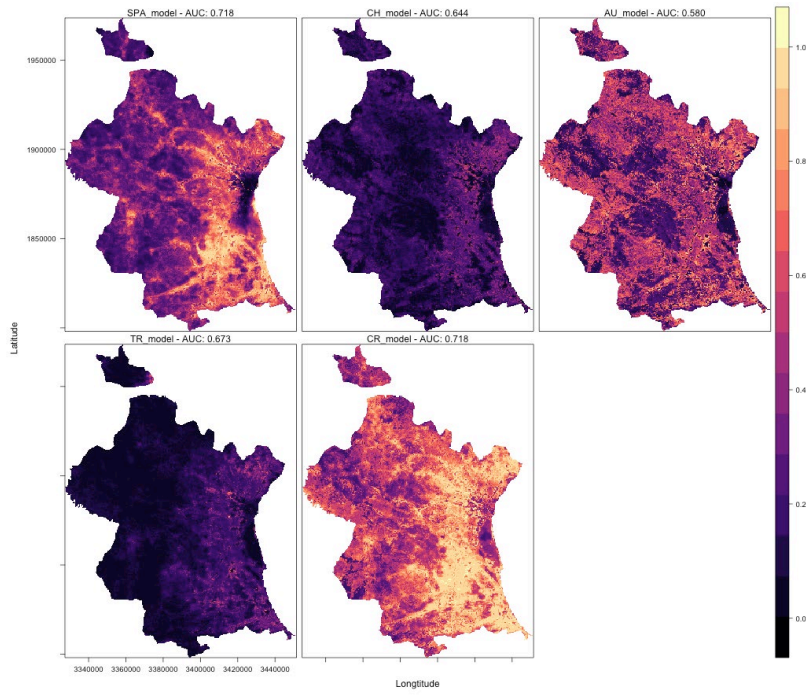 SPA_model - AUC: 0.718
CH_model - AUC: 0.644
AU_model - AUC: 0.580
1950000
1900000
1850000
1.0
0.8
0.6
0.4
0.2
0.0
Latitude
TR_model - AUC: 0.673
CR_model - AUC: 0.718
3340000 3360000 3380000 3400000 3420000 3440000
Longtitude